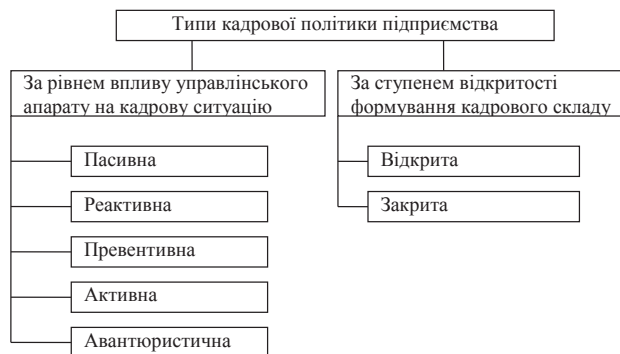 Типи кадрової політики підприємства
За рівнем впливу управлінського
апарату на кадрову ситуацію
Пасивна
Реактивна
Превентивна
Активна
Авантюристична
За ступенем відкритості
формування кадрового складу
Відкрита
Закрита